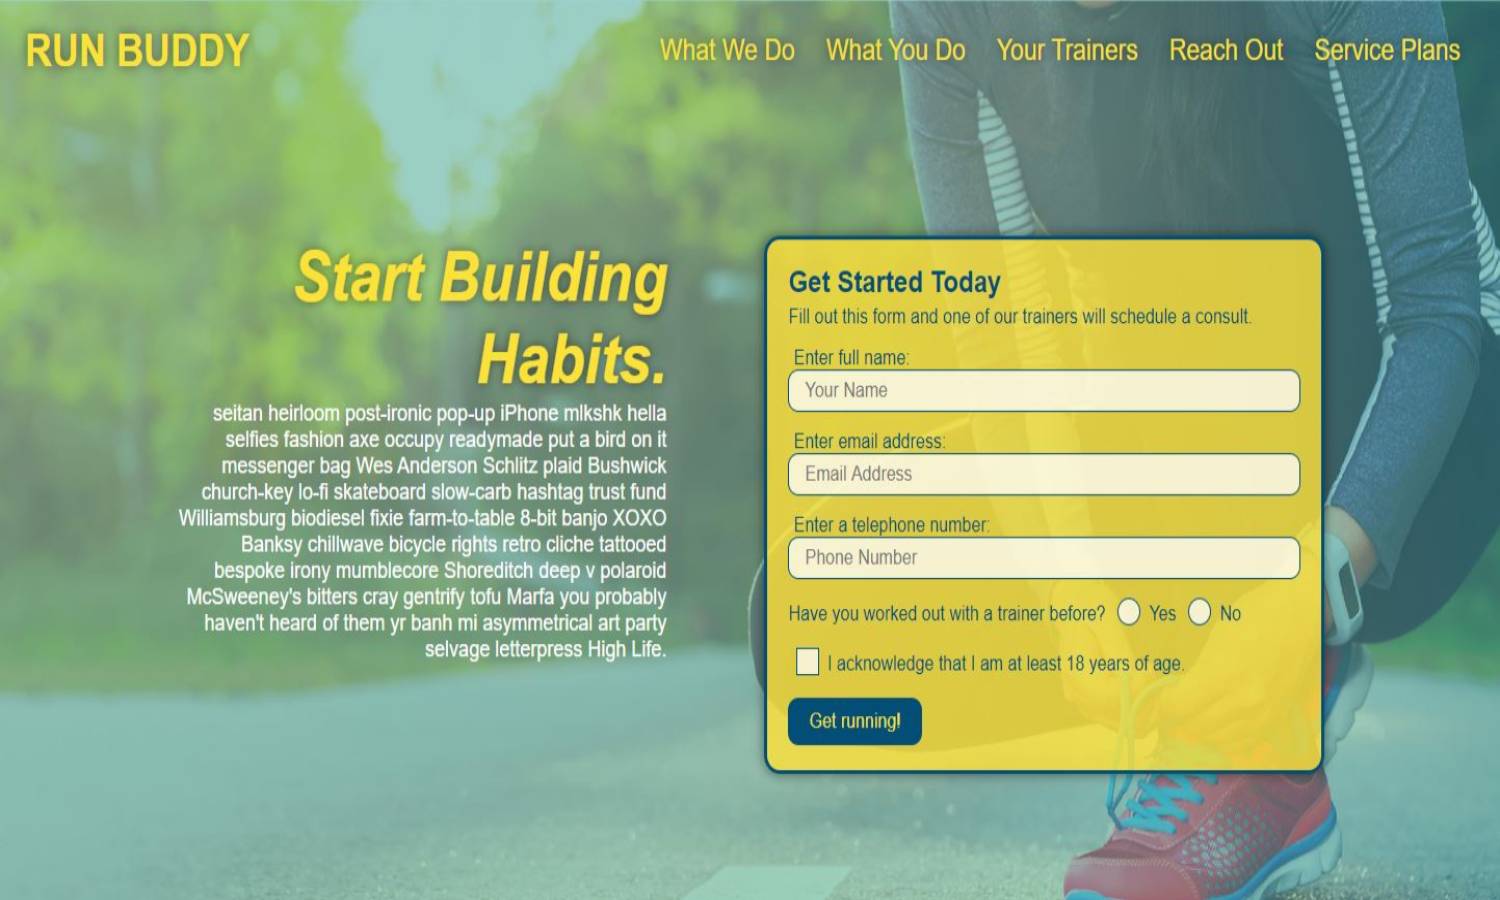 RUN BUDDY
What We Do
What You Do
Your Trainers
Reach Out
Service Plans
Start Building
Habits.
seitan heirloom post-ironic pop-up iPhone mlkshk hella
selfies fashion axe occupy readymade put a bird on it
messenger bag Wes Anderson Schlitz plaid Bushwick
church-key lo-fi skateboard slow-carb hashtag trust fund
Williamsburg biodiesel fixie farm-to-table 8-bit banjo XOXO
Banksy chillwave bicycle rights retro cliche tattooed
bespoke irony mumblecore Shoreditch deep v polaroid
McSweeney's bitters cray gentrify tofu Marfa you probably
haven't heard of them yr banh mi asymmetrical art party
selvage letterpress High Life.
Get Started Today
Fill out this form and one of our trainers will schedule a consult.
Enter full name:
Your Name
Enter email address:
Email Address
Enter a telephone number:
Phone Number
Have you worked out with a trainer before? Yes No
I acknowledge that I am at least 18 years of age.
Get running!